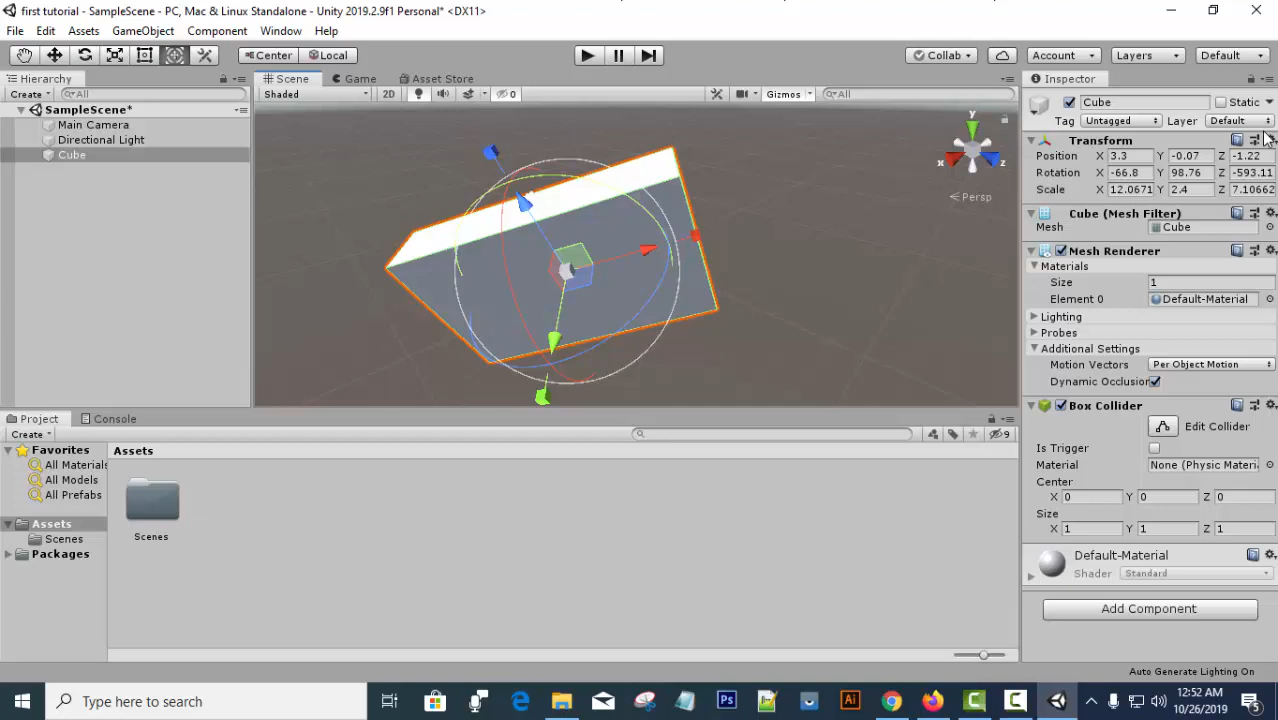 first tutorial - SampleScene - PC, Mac & Linux Standalone - Unity 2019.2.9f1 Personal* <DX11>
File Edit Assets GameObject Component Window Help
Center Local Collab Account Layers Default
Hierarchy
Create All
SampleScene*
Main Camera
Directional Light
Cube
Scene Game Asset Store
Shaded 2D 0 Gizmos All
y
x z
Persp
Inspector
Cube Static
Tag Untagged Layer Default
Transform
Position X 3.3 Y -0.07 Z -1.22
Rotation X -66.8 Y 98.76 Z -593.11
Scale X 12.0671 Y 2.4 Z 7.10662
Cube (Mesh Filter)
Mesh Cube
Mesh Renderer
Materials
Size 1
Element 0 Default-Material
Lighting
Probes
Additional Settings
Motion Vectors Per Object Motion
Dynamic Occlusion
Box Collider
Edit Collider
Is Trigger
Material None (Physic Materi
Center
X 0 Y 0 Z 0
Size
X 1 Y 1 Z 1
Default-Material
Shader Standard
Add Component
Project Console
Create 9
Favorites
All Materials
All Models
All Prefabs
Assets
Scenes
Packages
Assets
Scenes
Auto Generate Lighting On
Type here to search
Ps
Ai
12:52 AM
10/26/2019
5